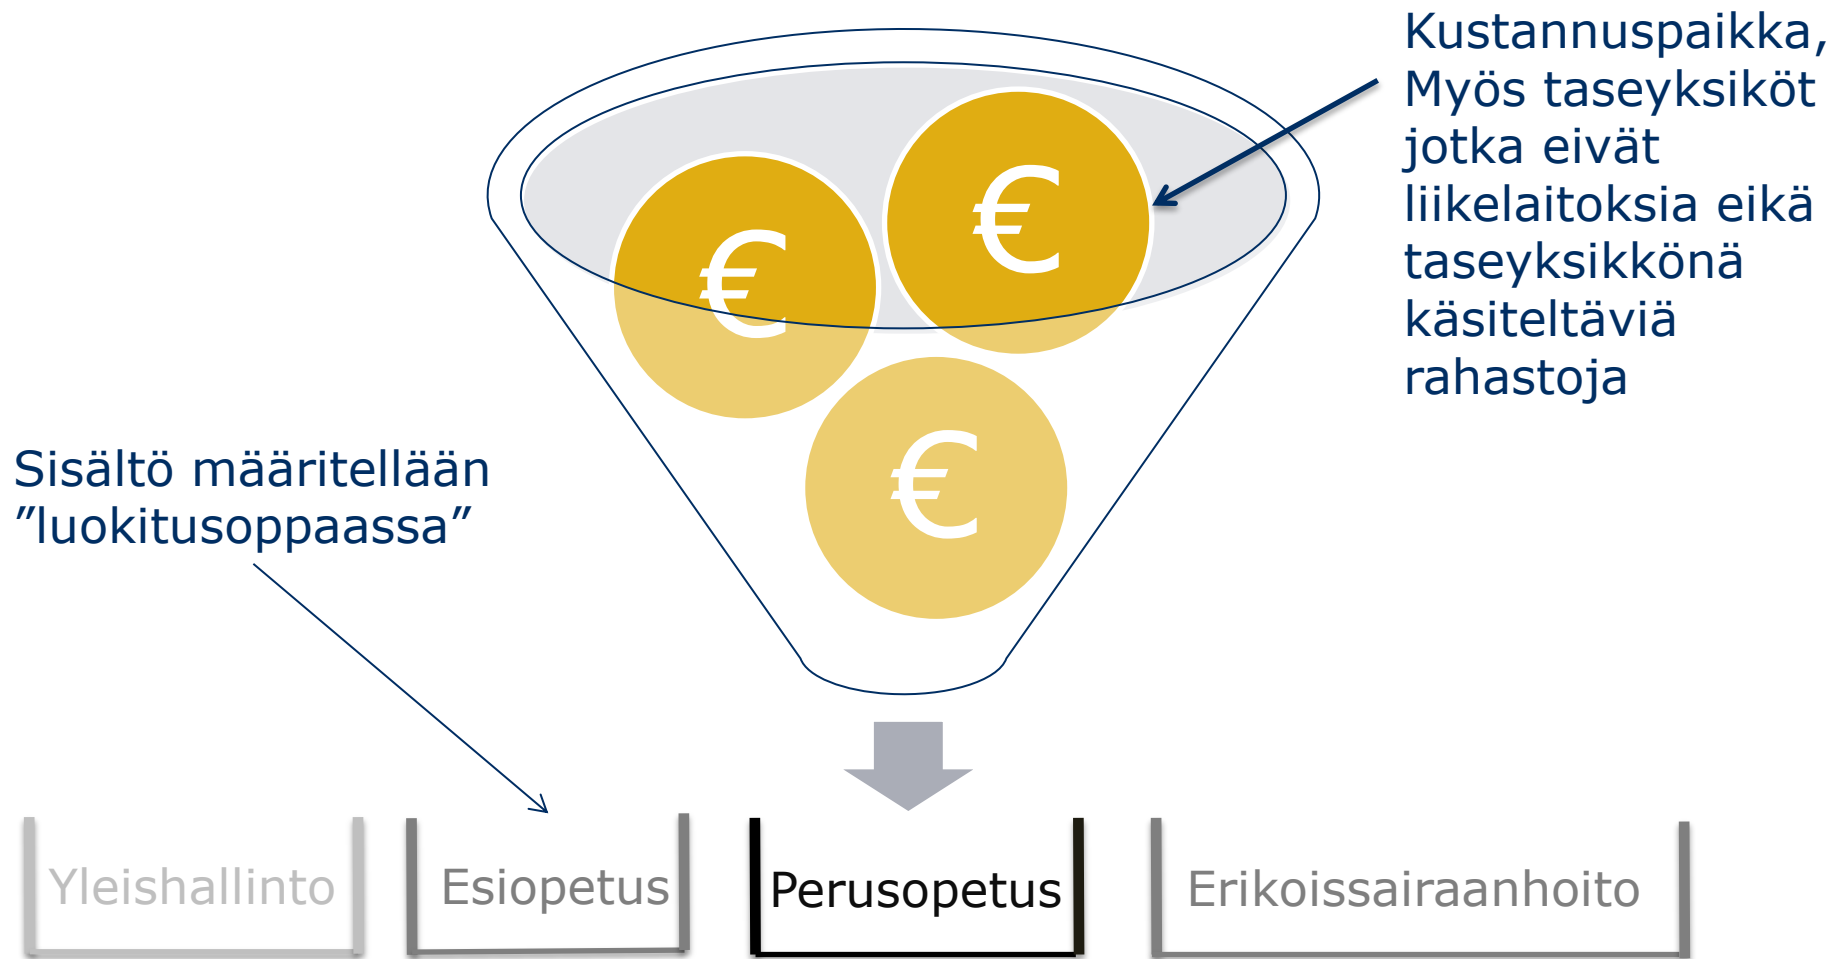 Kustannuspaikka,
Myös taseyksiköt
jotka eivät
liikelaitoksia eikä
taseyksikkönä
käsiteltäviä
rahastoja
€
€
€
Sisältö määritellään
”luokitusoppaassa”
Yleishallinto
Esiopetus
Perusopetus
Erikoissairaanhoito